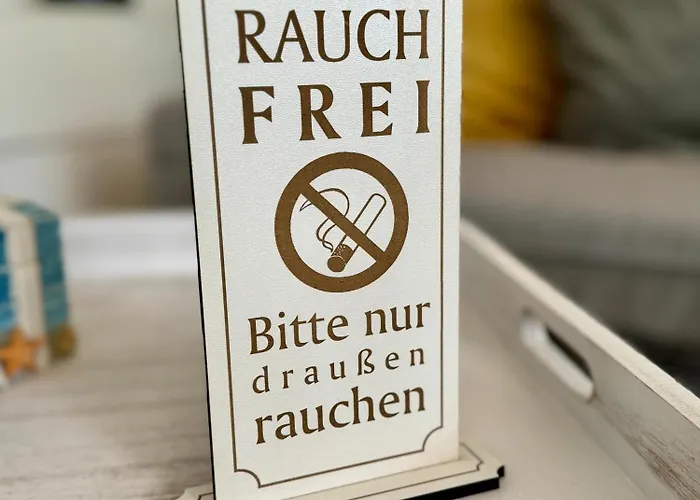 RAUCH
FREI
Bitte nur
draußen
rauchen